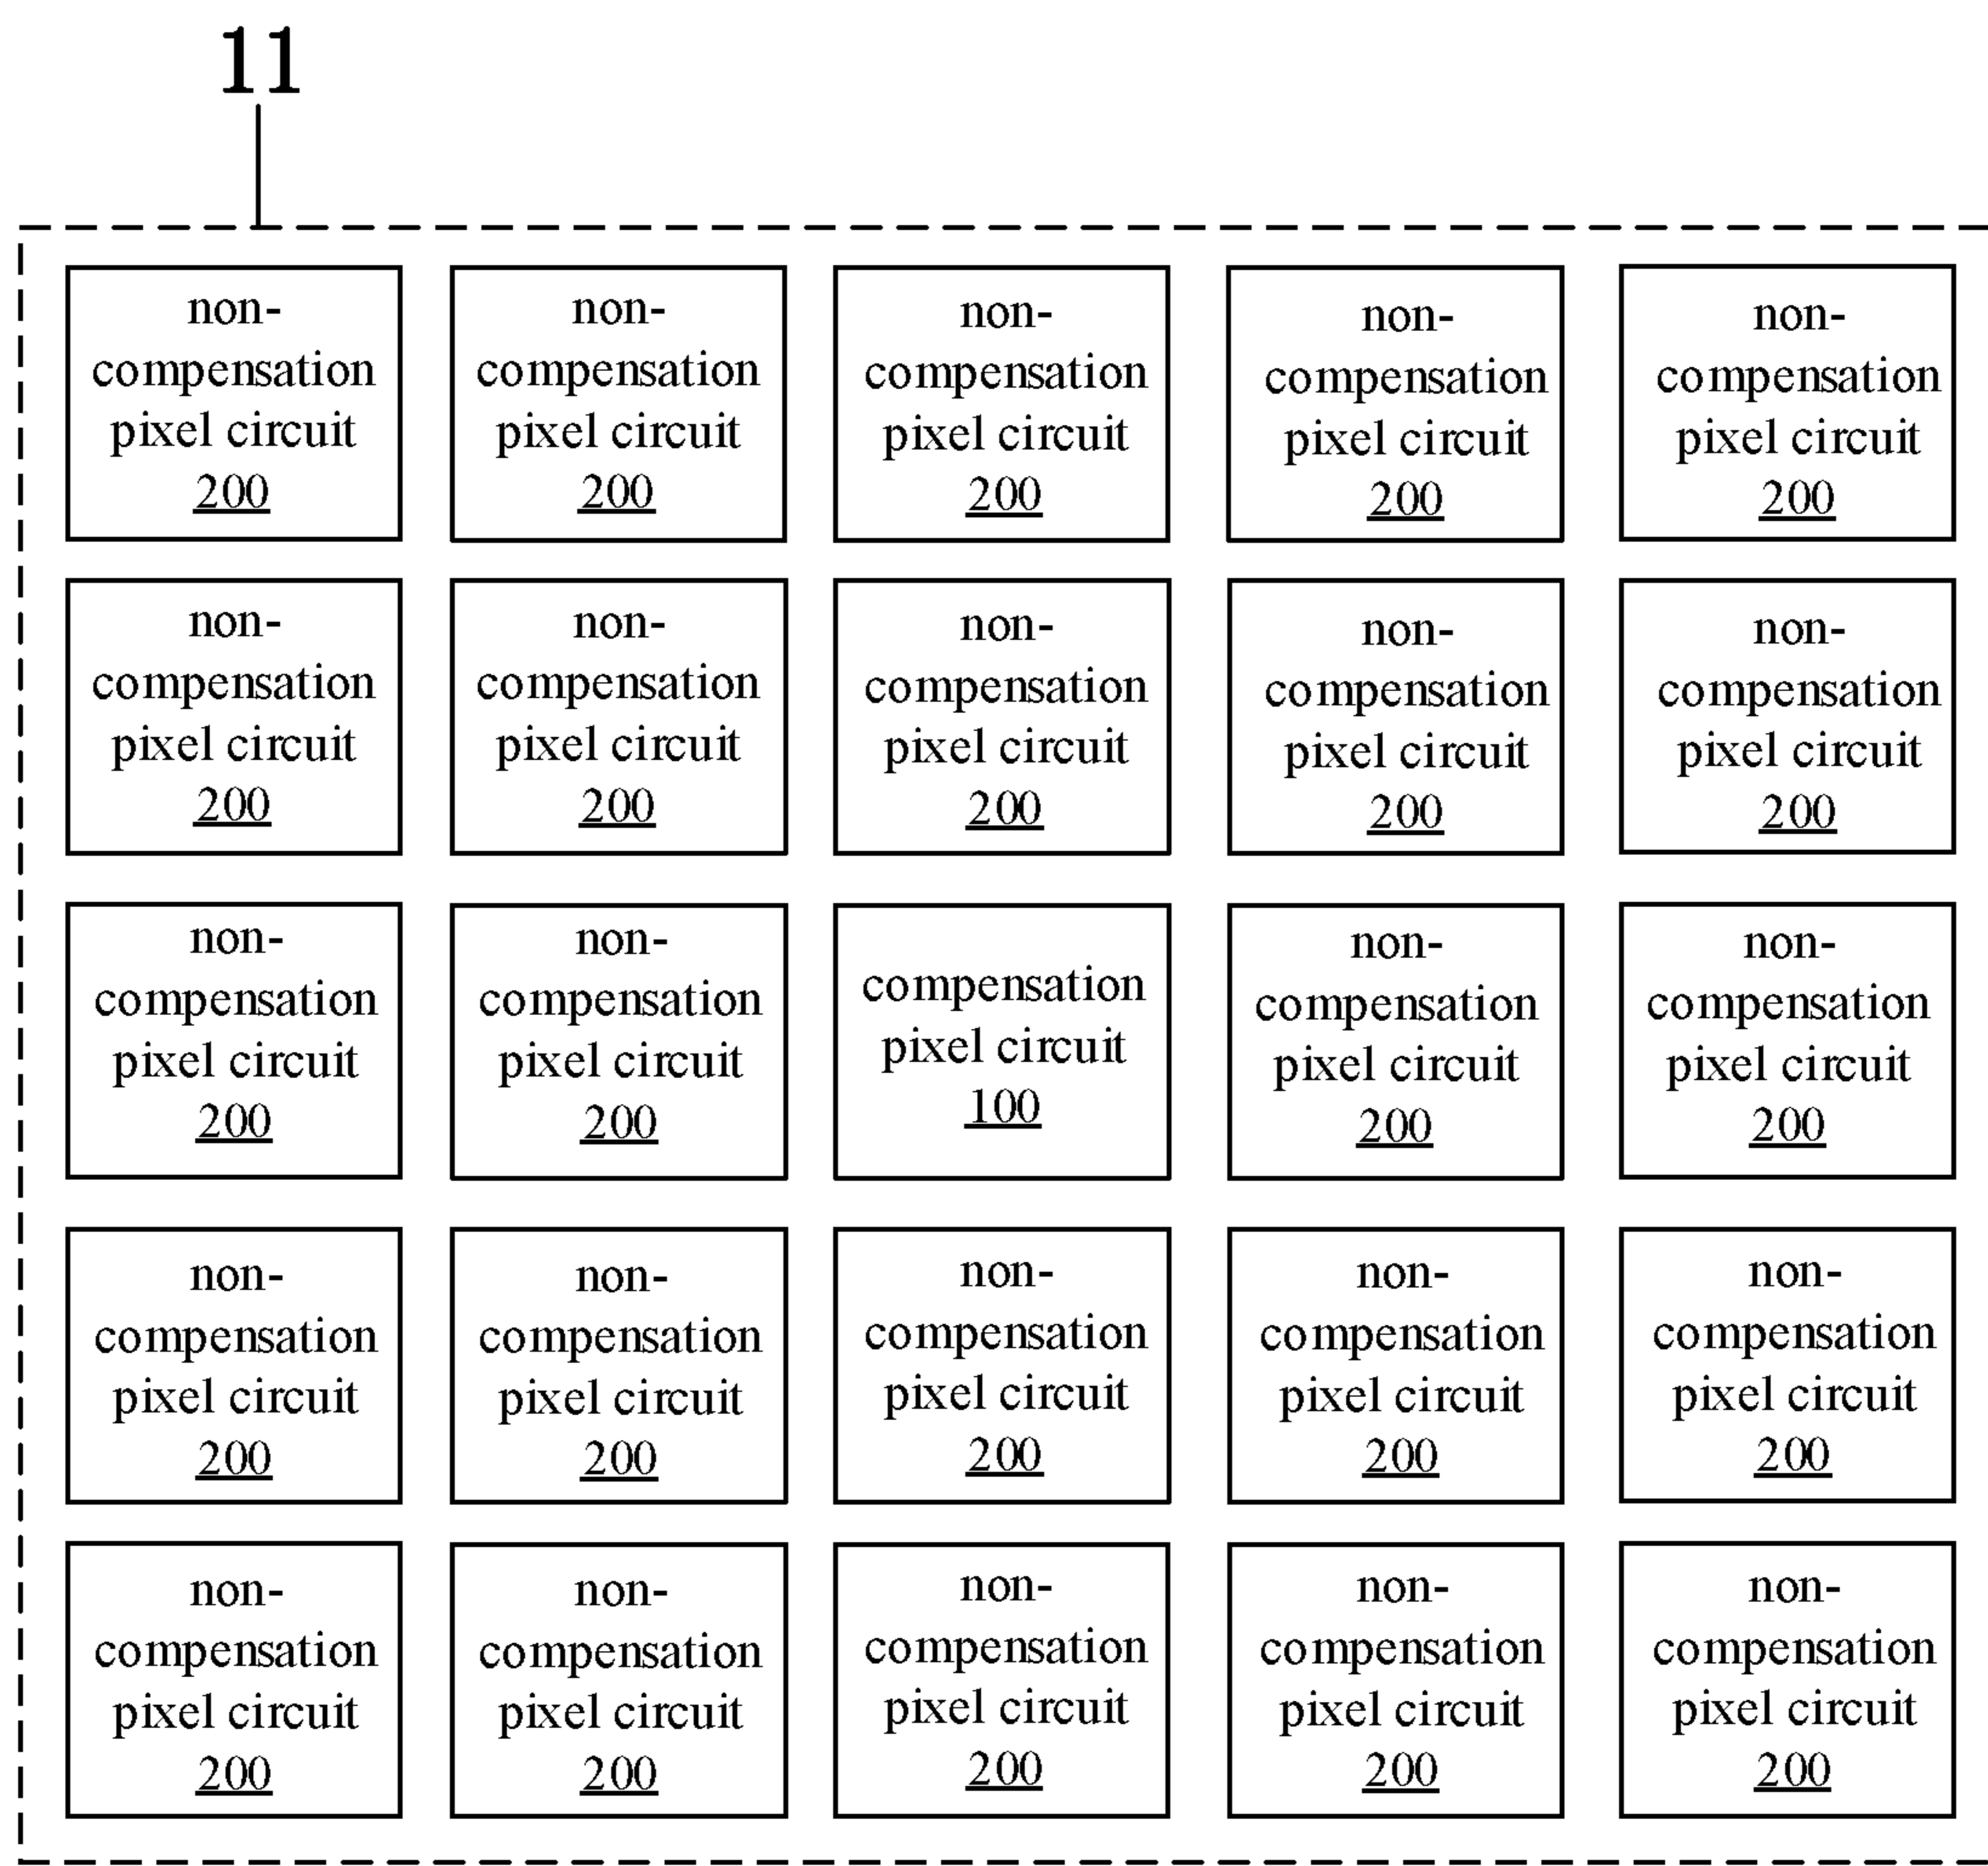 11
non-
compensation
pixel circuit
200
non-
compensation
pixel circuit
200
non-
compensation
pixel circuit
200
non-
compensation
pixel circuit
200
non-
compensation
pixel circuit
200
non-
compensation
pixel circuit
200
non-
compensation
pixel circuit
200
non-
compensation
pixel circuit
200
non-
compensation
pixel circuit
200
non-
compensation
pixel circuit
200
non-
compensation
pixel circuit
200
non-
compensation
pixel circuit
200
compensation
pixel circuit
100
non-
compensation
pixel circuit
200
non-
compensation
pixel circuit
200
non-
compensation
pixel circuit
200
non-
compensation
pixel circuit
200
non-
compensation
pixel circuit
200
non-
compensation
pixel circuit
200
non-
compensation
pixel circuit
200
non-
compensation
pixel circuit
200
non-
compensation
pixel circuit
200
non-
compensation
pixel circuit
200
non-
compensation
pixel circuit
200
non-
compensation
pixel circuit
200